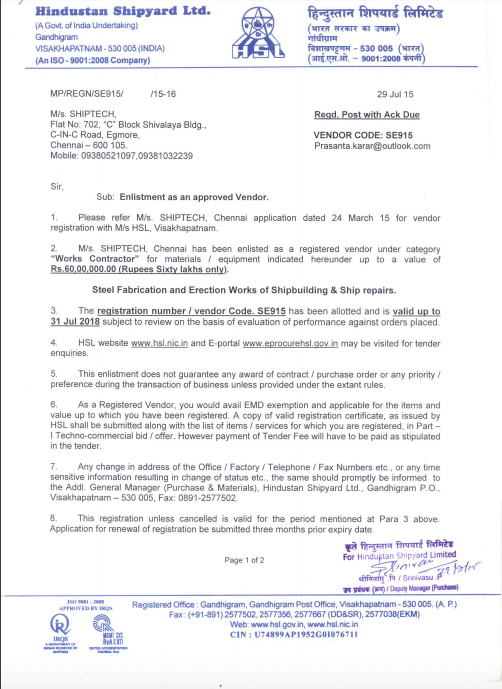 Hindustan Shipyard Ltd.
(A Govt. of India Undertaking)
Gandhigram
VISAKHAPATNAM - 530 005 (INDIA)
(An ISO - 9001:2008 Company)
HSL
हिन्दुस्तान शिपयार्ड लिमिटेड
(भारत सरकार का उपक्रम)
गाँधीग्राम
विशाखपट्टणम - 530 005 (भारत)
(आई.एस.ओ. - 9001:2008 कंपनी)
MP/REGN/SE915/ /15-16
29 Jul 15
M/s. SHIPTECH,
Flat No: 702, “C” Block Shivalaya Bldg.,
C-IN-C Road, Egmore,
Chennai – 600 105.
Mobile: 09380521097,09381032239
Regd. Post with Ack Due
VENDOR CODE: SE915
Prasanta.karar@outlook.com
Sir,
Sub: Enlistment as an approved Vendor.
1. Please refer M/s. SHIPTECH, Chennai application dated 24 March 15 for vendor
registration with M/s HSL, Visakhapatnam.
2. M/s. SHIPTECH, Chennai has been enlisted as a registered vendor under category
“Works Contractor” for materials / equipment indicated hereunder up to a value of
Rs.60,00,000.00 (Rupees Sixty lakhs only).
Steel Fabrication and Erection Works of Shipbuilding & Ship repairs.
3. The registration number / vendor Code. SE915 has been allotted and is valid up to
31 Jul 2018 subject to review on the basis of evaluation of performance against orders placed.
4. HSL website www.hsl.nic.in and E-portal www.eprocurehsl.gov.in may be visited for tender
enquiries.
5. This enlistment does not guarantee any award of contract / purchase order or any priority /
preference during the transaction of business unless provided under the extant rules.
6. As a Registered Vendor, you would avail EMD exemption and applicable for the items and
value up to which you have been registered. A copy of valid registration certificate, as issued by
HSL shall be submitted along with the list of items / services for which you are registered, in Part –
I Techno-commercial bid / offer. However payment of Tender Fee will have to be paid as stipulated
in the tender.
7. Any change in address of the Office / Factory / Telephone / Fax Numbers etc., or any time
sensitive information resulting in change of status etc., the same should promptly be informed to
the Addl. General Manager (Purchase & Materials), Hindustan Shipyard Ltd., Gandhigram P.O.,
Visakhapatnam – 530 005, Fax: 0891-2577502.
8. This registration unless cancelled is valid for the period mentioned at Para 3 above.
Application for renewal of registration be submitted three months prior expiry date.
Page 1 of 2
कृते हिन्दुस्तान शिपयार्ड लिमिटेड
For Hindustan Shipyard Limited
श्रीनिवासु .पि / Srinivasu P
उप प्रबंधक (क्रय) / Deputy Manager (Purchase)
ISO 9001 : 2008
APPROVED BY IRQS
IRQS
Registered Office : Gandhigram, Gandhigram Post Office, Visakhapatnam - 530 005. (A. P.)
Fax : (+91-891) 2577502, 2577356, 2577667 (DD&SR), 2577038(EKM)
Web: www.hsl.gov.in, www.hsl.nic.in
CIN : U74899AP1952GOI076711
1